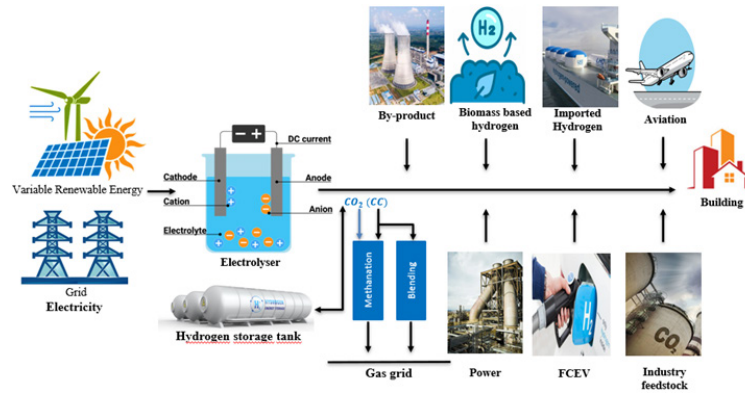 H₂
By-product
Biomass based
hydrogen
Imported
Hydrogen
Aviation
Variable Renewable Energy
DC current
Cathode
Anode
Cation
Anion
Electrolyte
Electrolyser
CO₂ (CC)
Building
Grid
Electricity
Hydrogen storage tank
Methanation
Blending
Gas grid
H₂
CO₂
Power
FCEV
Industry
feedstock